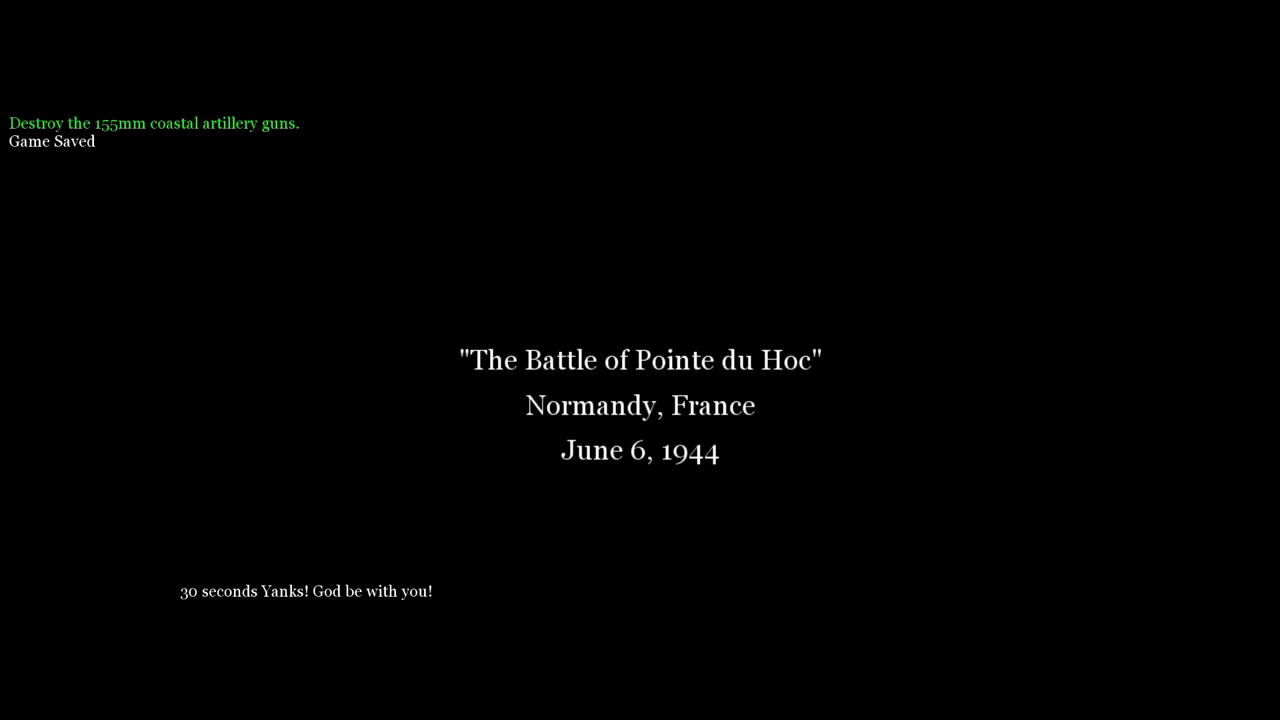 Destroy the 155mm coastal artillery guns.
Game Saved
"The Battle of Pointe du Hoc"
Normandy, France
June 6, 1944
30 seconds Yanks! God be with you!